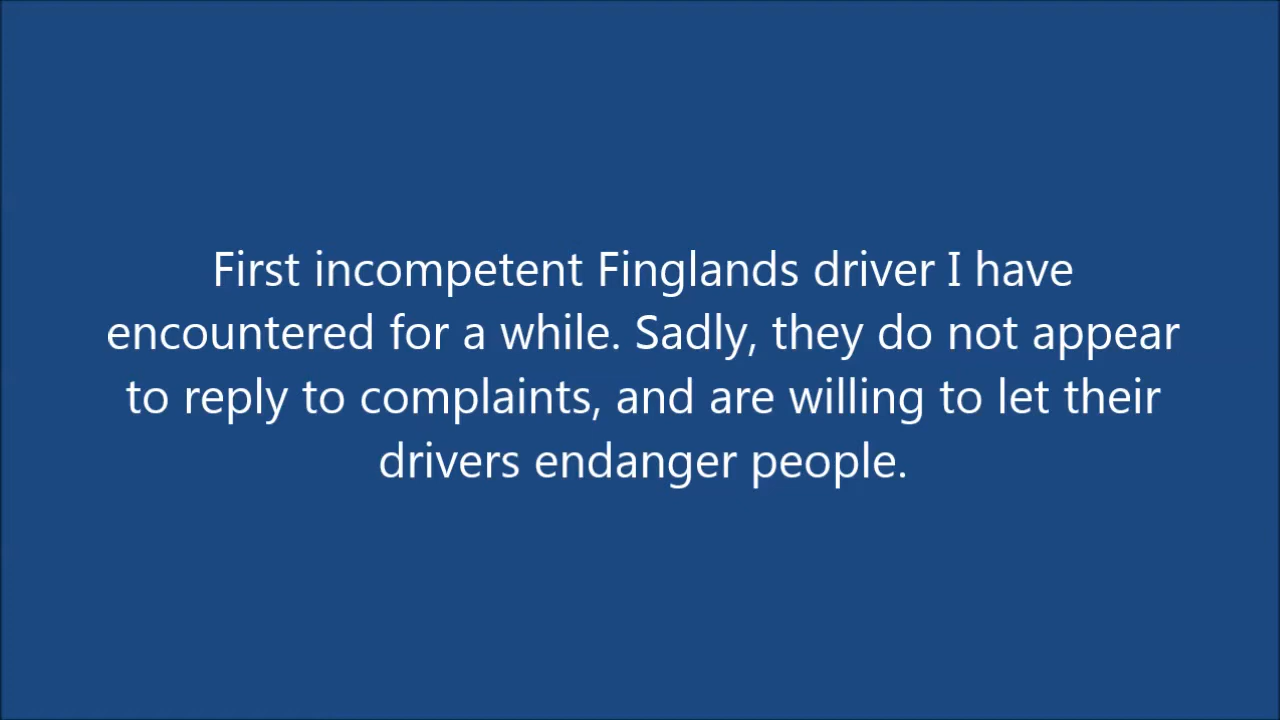 First incompetent Finglands driver I have
encountered for a while. Sadly, they do not appear
to reply to complaints, and are willing to let their
drivers endanger people.